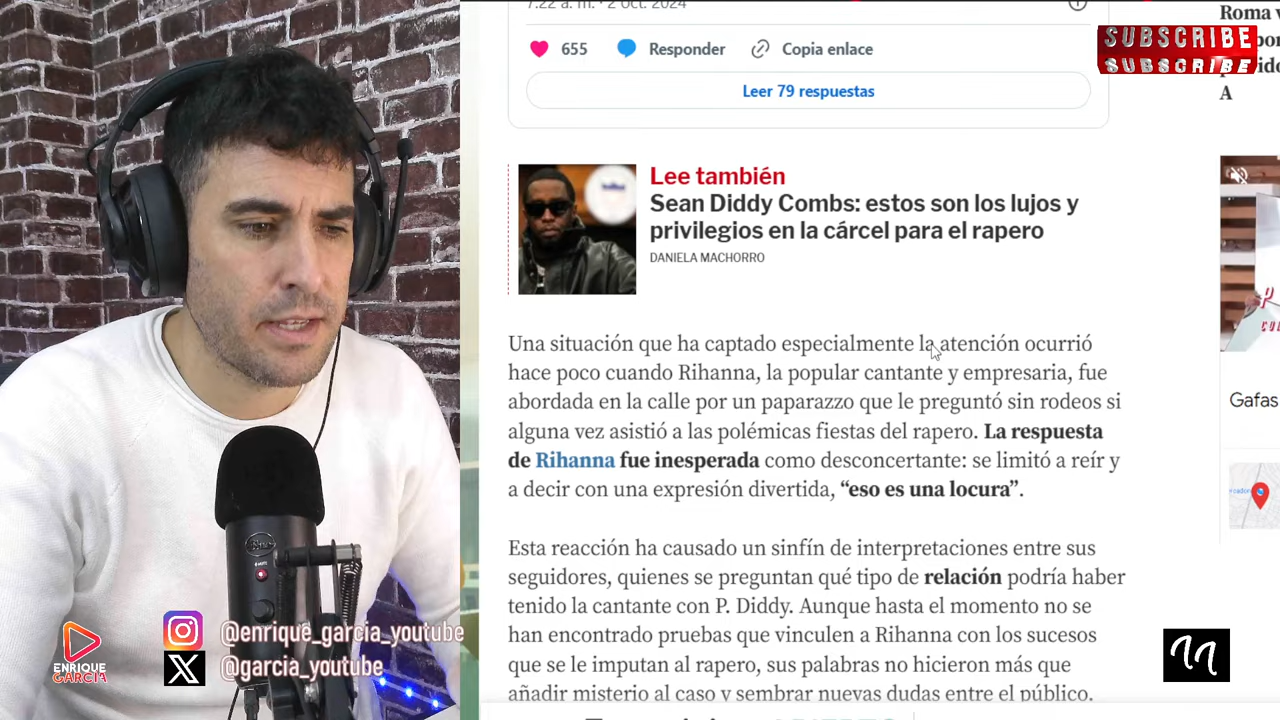 7:22 a. m. · 2 oct. 2024
655
Responder
Copia enlace
Leer 79 respuestas
Lee también
Sean Diddy Combs: estos son los lujos y
privilegios en la cárcel para el rapero
DANIELA MACHORRO
Una situación que ha captado especialmente la atención ocurrió
hace poco cuando Rihanna, la popular cantante y empresaria, fue
abordada en la calle por un paparazzo que le preguntó sin rodeos si
alguna vez asistió a las polémicas fiestas del rapero. La respuesta
de Rihanna fue inesperada como desconcertante: se limitó a reír y
a decir con una expresión divertida, “eso es una locura”.
Esta reacción ha causado un sinfín de interpretaciones entre sus
seguidores, quienes se preguntan qué tipo de relación podría haber
tenido la cantante con P. Diddy. Aunque hasta el momento no se
han encontrado pruebas que vinculen a Rihanna con los sucesos
que se le imputan al rapero, sus palabras no hicieron más que
añadir misterio al caso y sembrar nuevas dudas entre el público.
Roma
A
SUBSCRIBE
SUBSCRIBE
Gafas
ENRIQUE
GARCIA
@enrique_garcia_youtube
@garcia_youtube